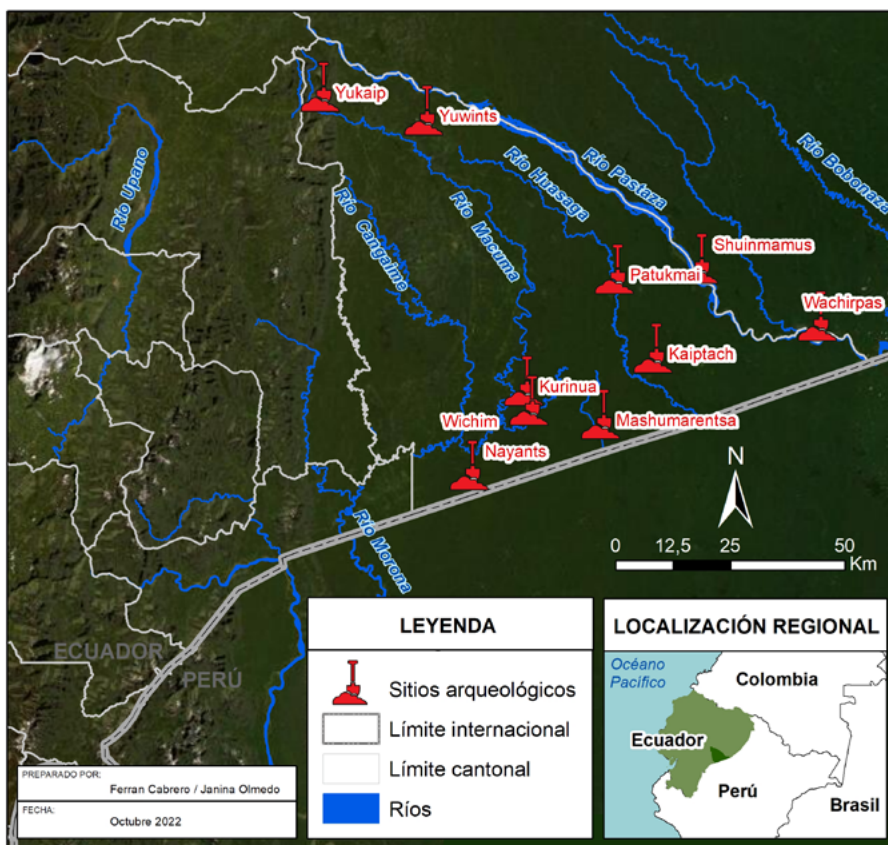 Yukaip
Yuwints
Río Upano
Río Cangaime
Río Macuma
Río Huasaga
Río Pastaza
Río Bobonaza
Shuinmamus
Patukmai
Wachirpas
Kaiptach
Kurinua
Wichim
Mashumarentsa
Nayants
Río Morona
N
0 12,5 25 50
Km
ECUADOR
PERÚ
LEYENDA
Sitios arqueológicos
Límite internacional
Límite cantonal
Ríos
LOCALIZACIÓN REGIONAL
Océano
Pacífico
Colombia
Ecuador
Perú
Brasil
PREPARADO POR:
Ferran Cabrero / Janina Olmedo
FECHA:
Octubre 2022